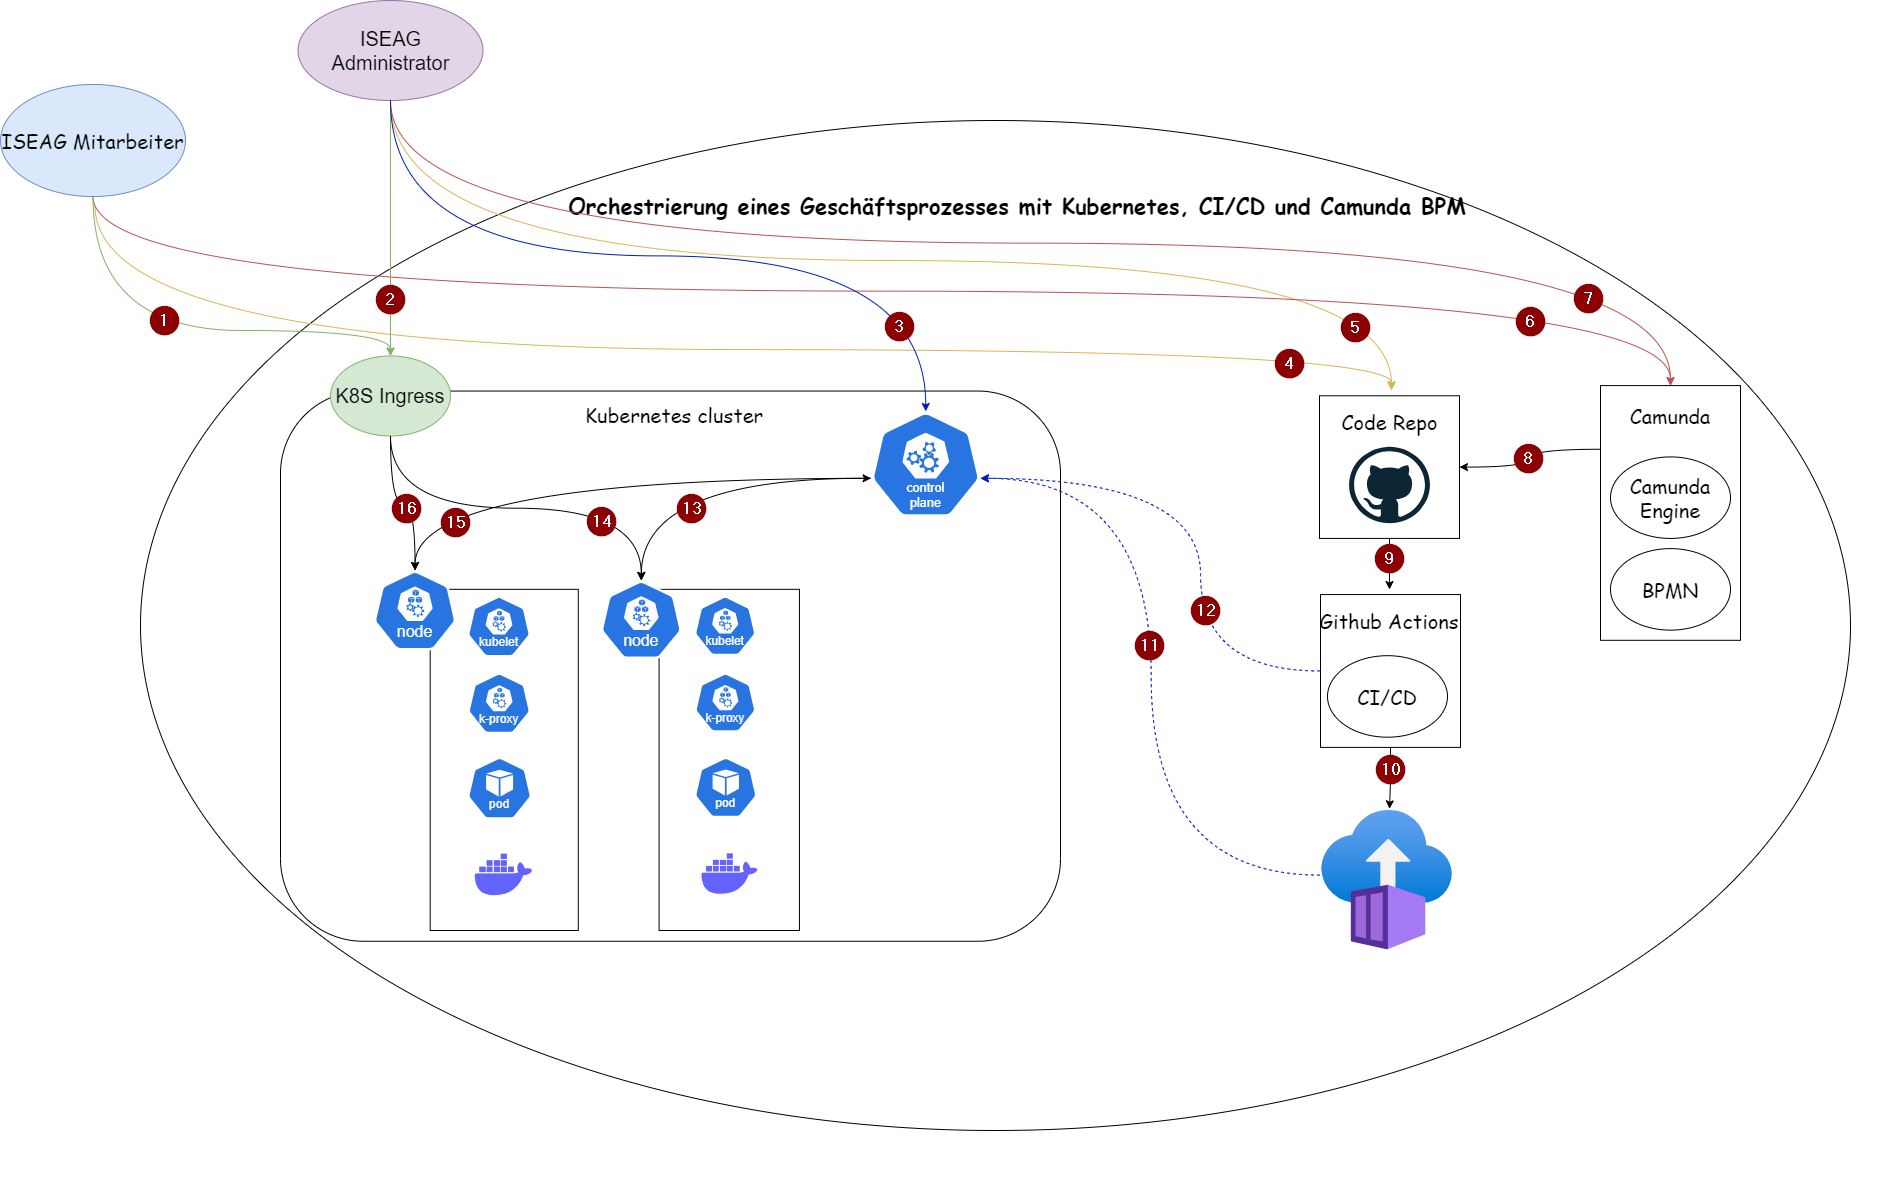 ISEAG
Administrator
ISEAG Mitarbeiter
Orchestrierung eines Geschäftsprozesses mit Kubernetes, CI/CD und Camunda BPM
1
2
3
4
5
6
7
K8S Ingress
Kubernetes cluster
control
plane
Code Repo
8
Camunda
Camunda
Engine
BPMN
16
15
14
13
9
12
11
Github Actions
CI/CD
10
node
kubelet
k-proxy
pod
node
kubelet
k-proxy
pod